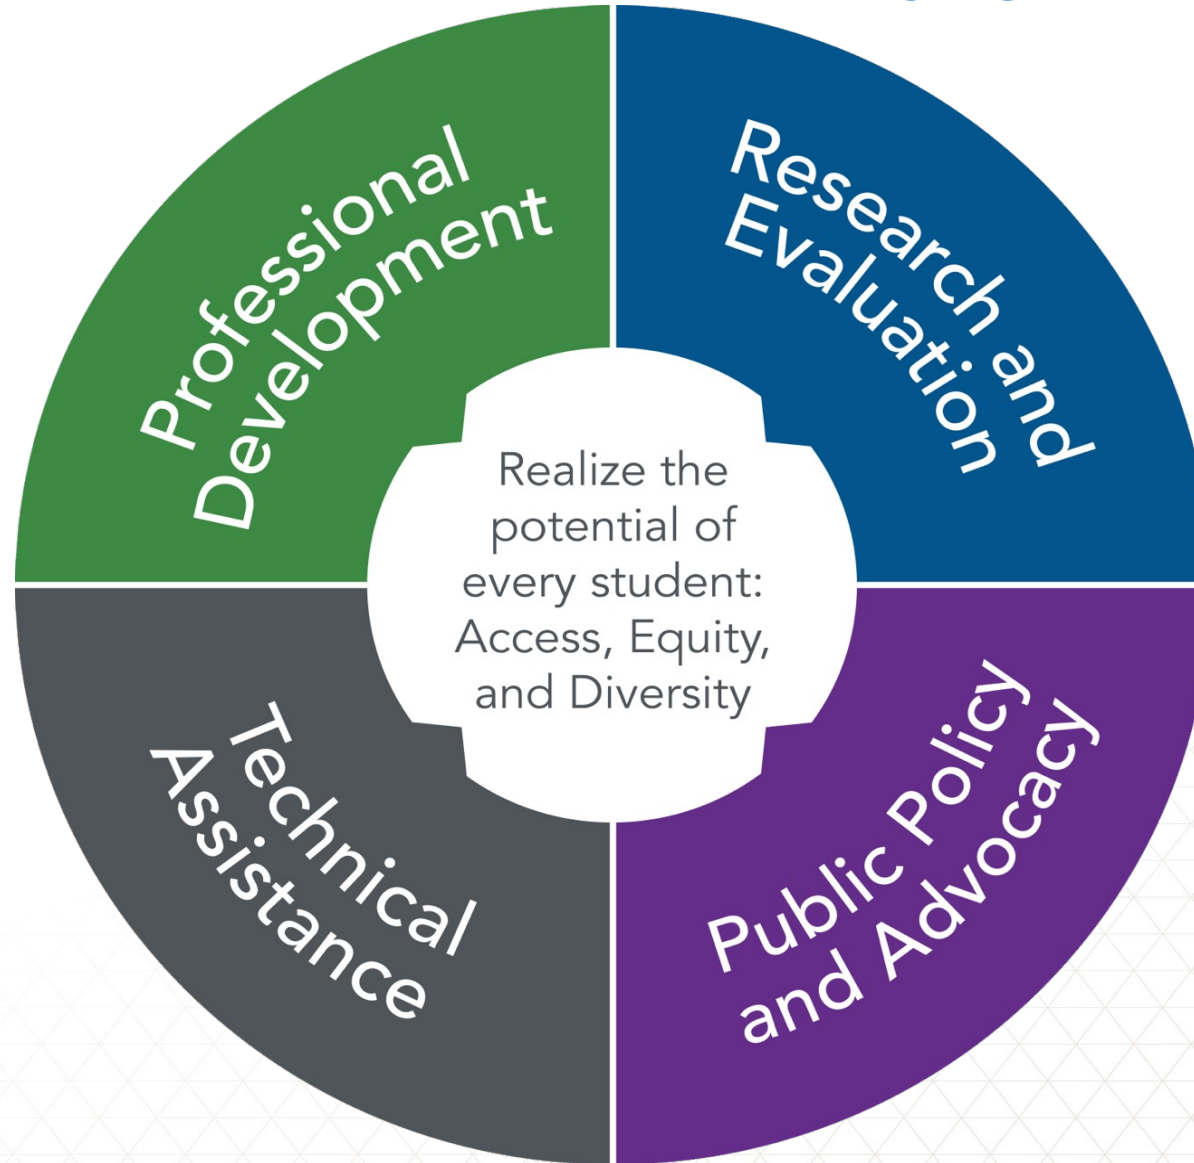 Professional
Development
Research and
Evaluation
Realize the
potential of
every student:
Access, Equity,
and Diversity
Technical
Assistance
Public Policy
and Advocacy